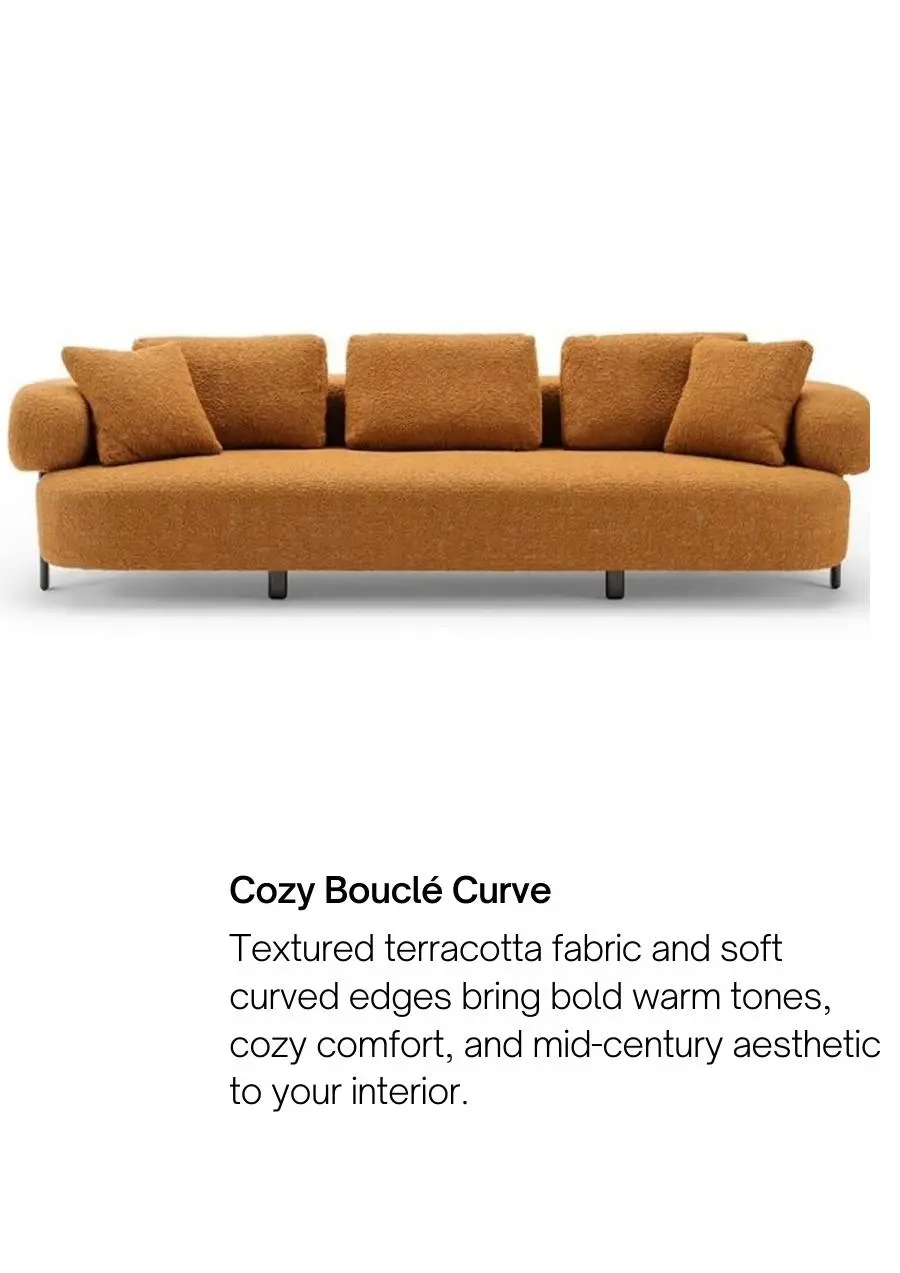 Cozy Bouclé Curve
Textured terracotta fabric and soft
curved edges bring bold warm tones,
cozy comfort, and mid-century aesthetic
to your interior.